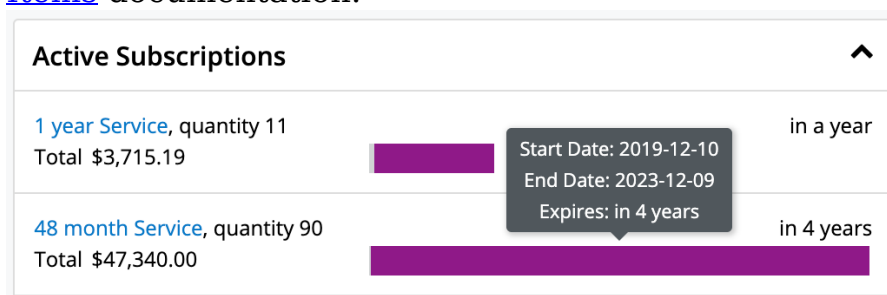 Items documentation.
Active Subscriptions
1 year Service, quantity 11
in a year
Total $3,715.19
Start Date: 2019-12-10
End Date: 2023-12-09
Expires: in 4 years
48 month Service, quantity 90
in 4 years
Total $47,340.00